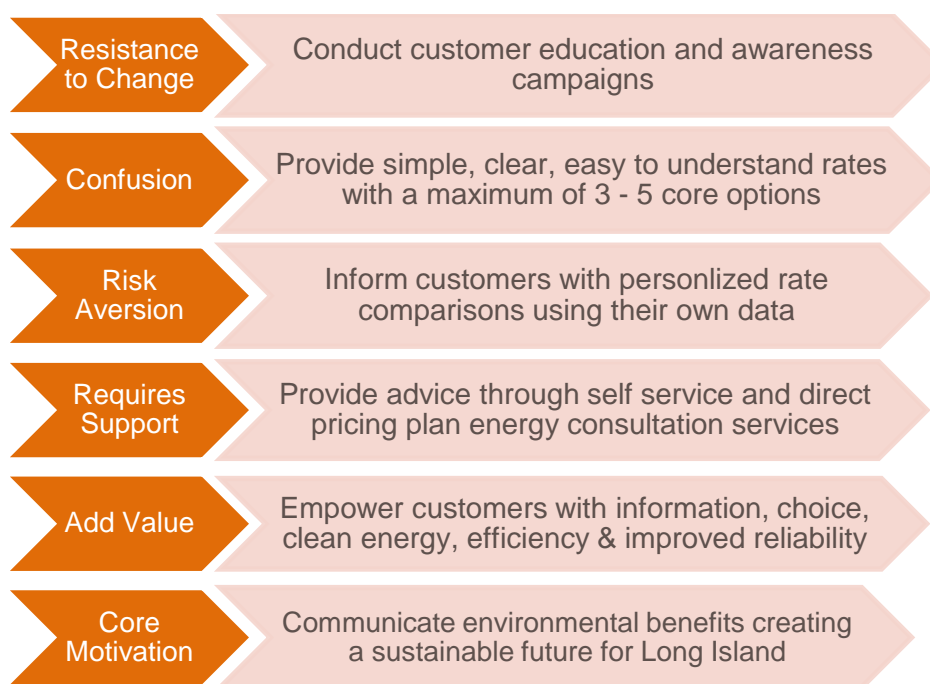 Resistance
to Change
Conduct customer education and awareness
campaigns
Confusion
Provide simple, clear, easy to understand rates
with a maximum of 3 - 5 core options
Risk
Aversion
Inform customers with personlized rate
comparisons using their own data
Requires
Support
Provide advice through self service and direct
pricing plan energy consultation services
Add Value
Empower customers with information, choice,
clean energy, efficiency & improved reliability
Core
Motivation
Communicate environmental benefits creating
a sustainable future for Long Island